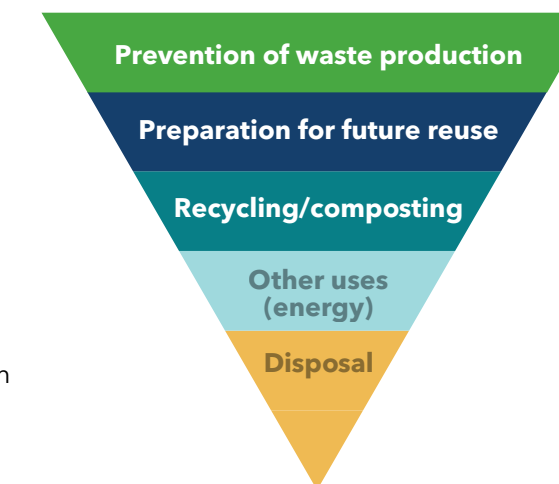 Prevention of waste production
Preparation for future reuse
Recycling/composting
Other uses
(energy)
Disposal
n